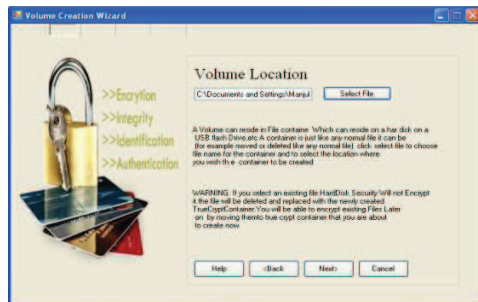 Volume Creation Wizard
>>Encrytion
>>Integrity
>>Identification
>>Authentication
Volume Location
C:\Documents and Settings\Manjul
Select File
A Volume can reside in File containe Which can reside on a har disk on a
USB flash Drive,etc.A container is just like any normal file it can be
(for example moved or deleted like any normal file) click select file to choose
file name for the container and to select the location where
you wish th e container to be created
WARNING: If you select an existing file HardDisk Security Will not Encrypt
it the file will be deleted and replaced with the newly created
TrueCryptContainer.You will be able to encrypt existing Files Later
on by moving themto true crypt container that you are about
to create now.
Help
<Back
Next>
Cancel